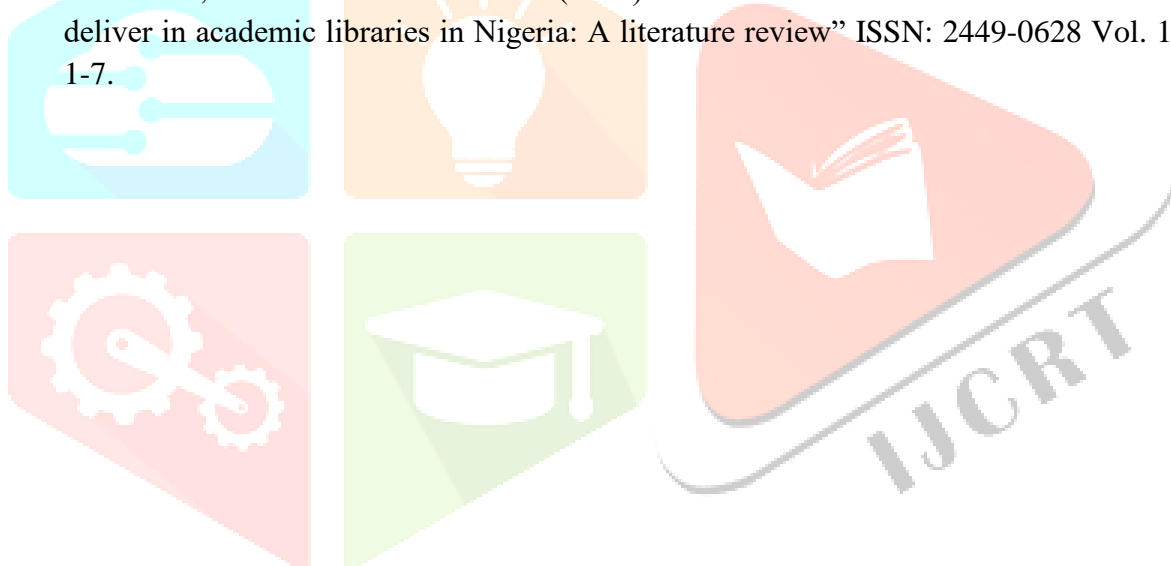 deliver in academic libraries in Nigeria: A literature review” ISSN: 2449-0628 Vol. 1
1-7.
IJCRT